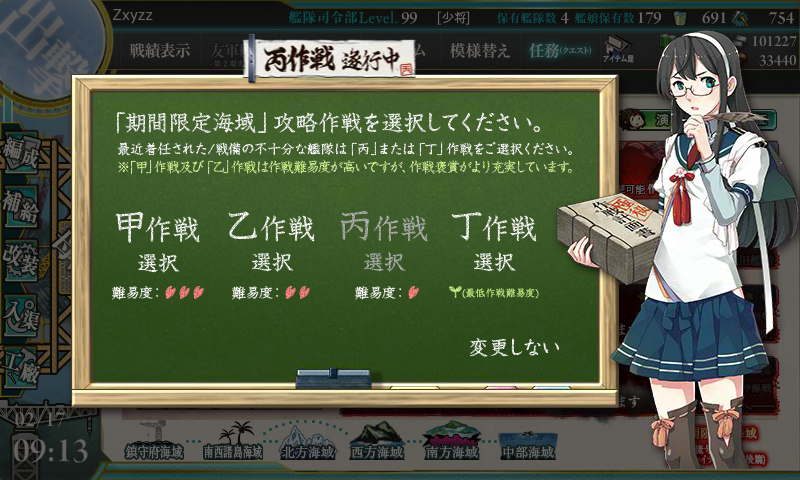 出撃
Zxyzz
艦隊司令部Level. 99 [少将] 保有艦隊数 4 艦娘保有数 179 691 754
戦績表示 模様替え 任務(クエスト) アイテム屋 101227
33440
丙作戦 遂行中
「期間限定海域」攻略作戦を選択してください。
最近着任された/戦備の不十分な艦隊は「丙」または「丁」作戦をご選択ください。
※「甲」作戦及び「乙」作戦は作戦難易度が高いですが、作戦褒賞がより充実しています。
甲作戦 乙作戦 丙作戦 丁作戦
選択 選択 選択 選択
難易度: 難易度: 難易度: (最低作戦難易度)
変更しない
編成
補給
改装
入渠
工廠
02/17
09:13
鎮守府海域 南西諸島海域 北方海域 西方海域 南方海域 中部海域